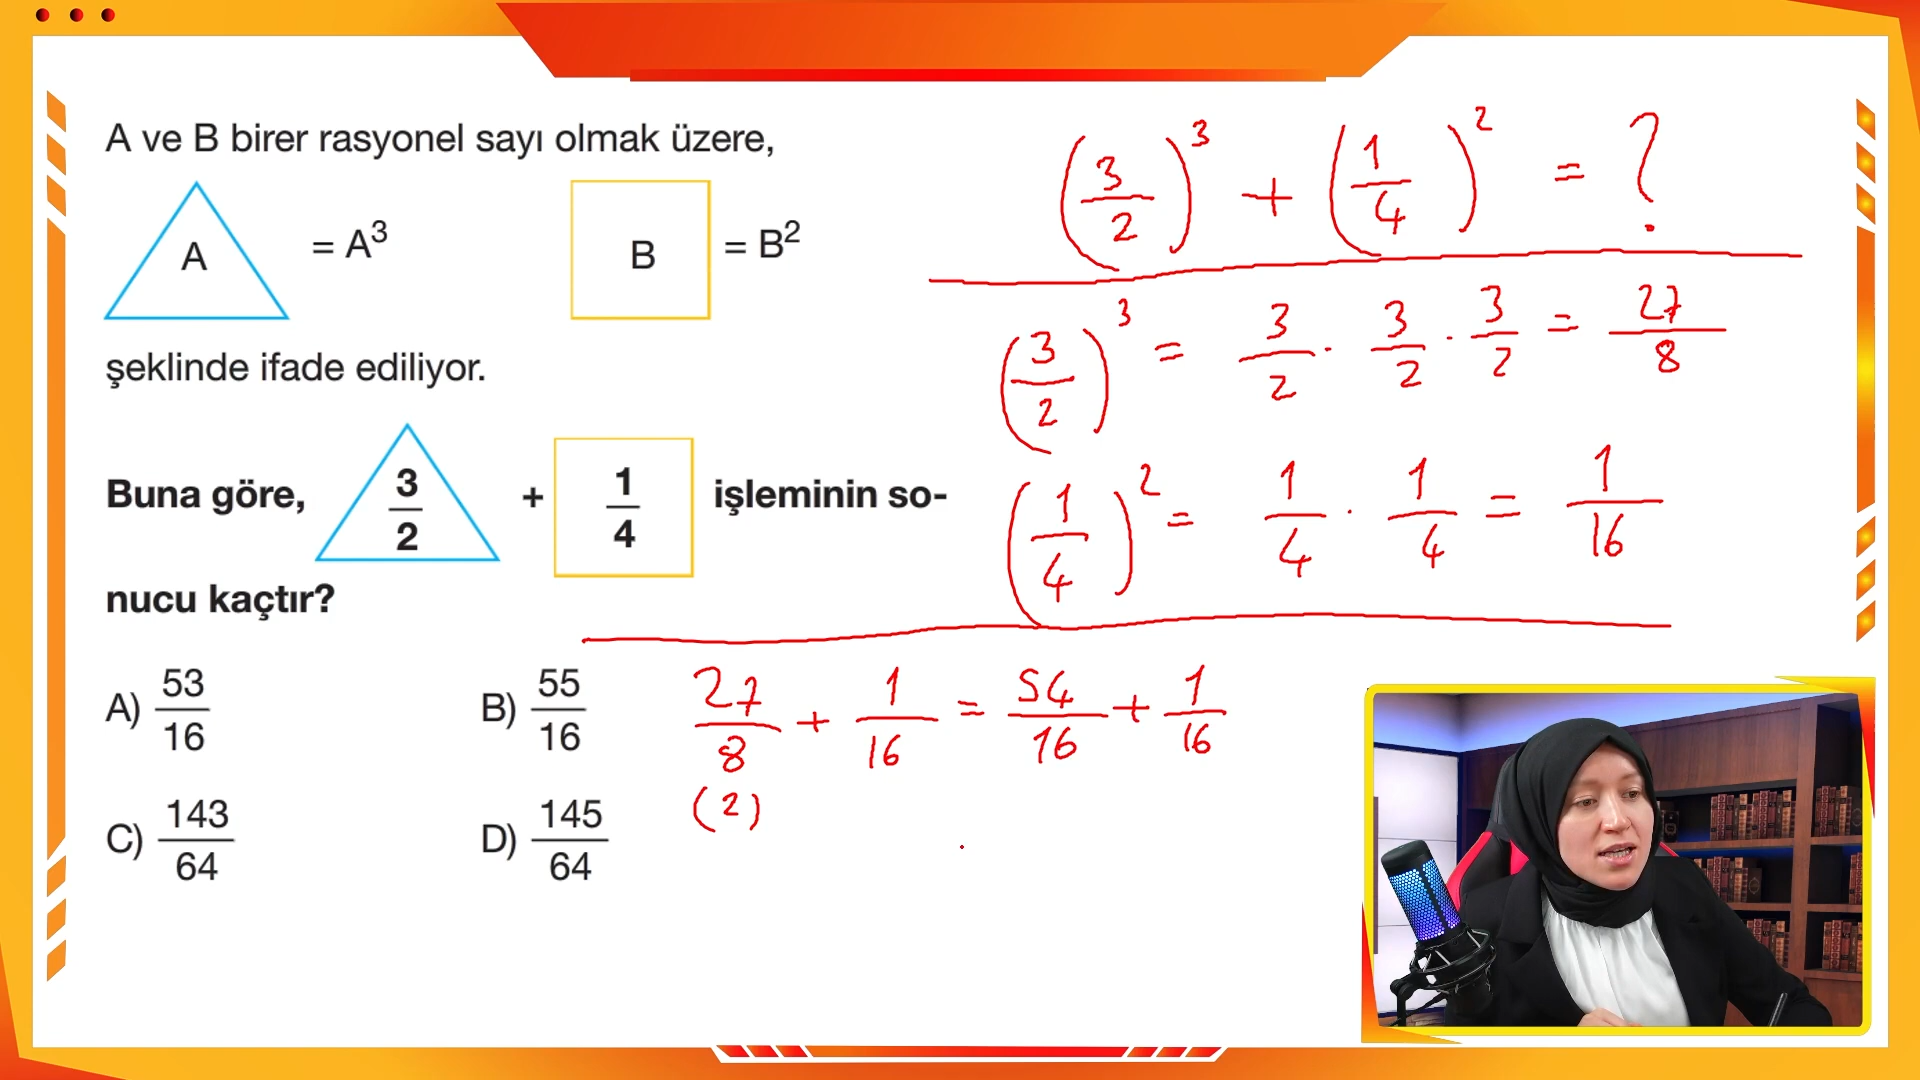 A ve B birer rasyonel sayı olmak üzere,
A = A³ B = B²
şeklinde ifade ediliyor.
Buna göre, 3/2 + 1/4 işleminin so-
nucu kaçtır?
A) 53/16 B) 55/16
C) 143/64 D) 145/64
(3/2)³ + (1/4)² = ?
(3/2)³ = 3/2 · 3/2 · 3/2 = 27/8
(1/4)² = 1/4 · 1/4 = 1/16
27/8 + 1/16 = 54/16 + 1/16
(2)